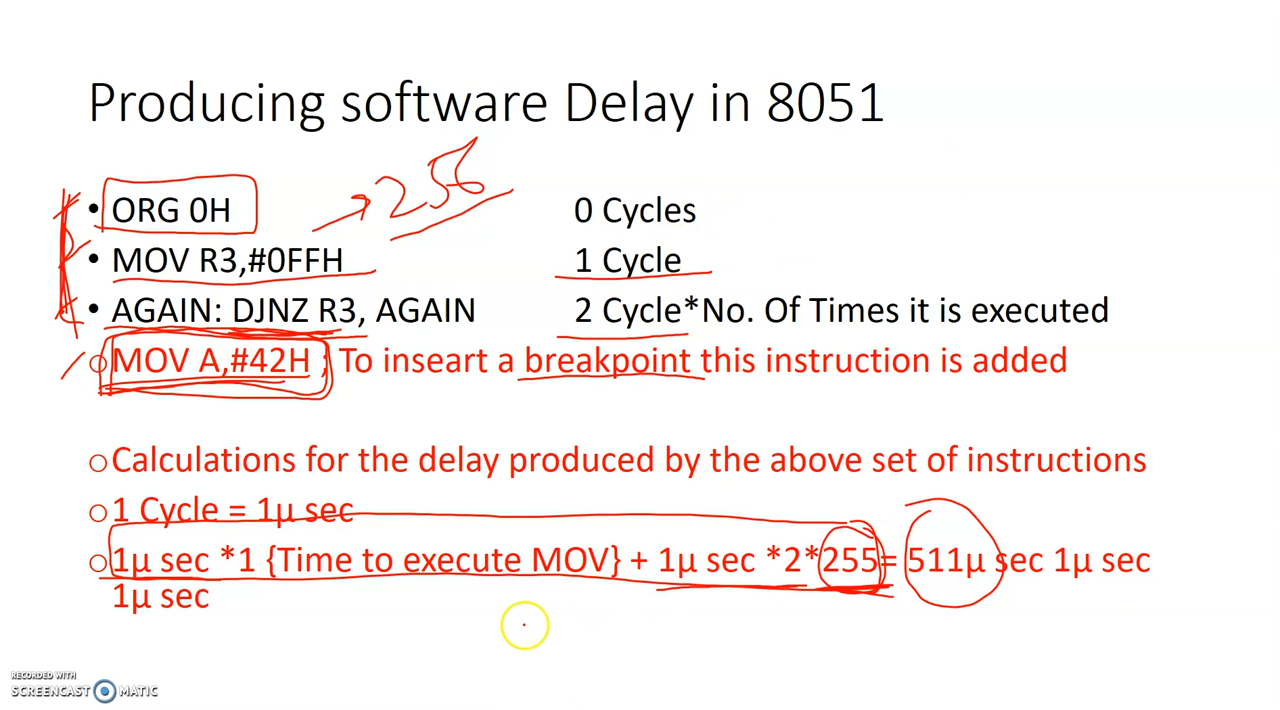 Producing software Delay in 8051
→256
• ORG 0H 0 Cycles
• MOV R3,#0FFH 1 Cycle
• AGAIN: DJNZ R3, AGAIN 2 Cycle*No. Of Times it is executed
o MOV A,#42H ; To inseart a breakpoint this instruction is added
o Calculations for the delay produced by the above set of instructions
o 1 Cycle = 1µ sec
o 1µ sec *1 {Time to execute MOV} + 1µ sec *2*255= 511µ sec 1µ sec
1µ sec
RECORDED WITH
SCREENCAST MATIC